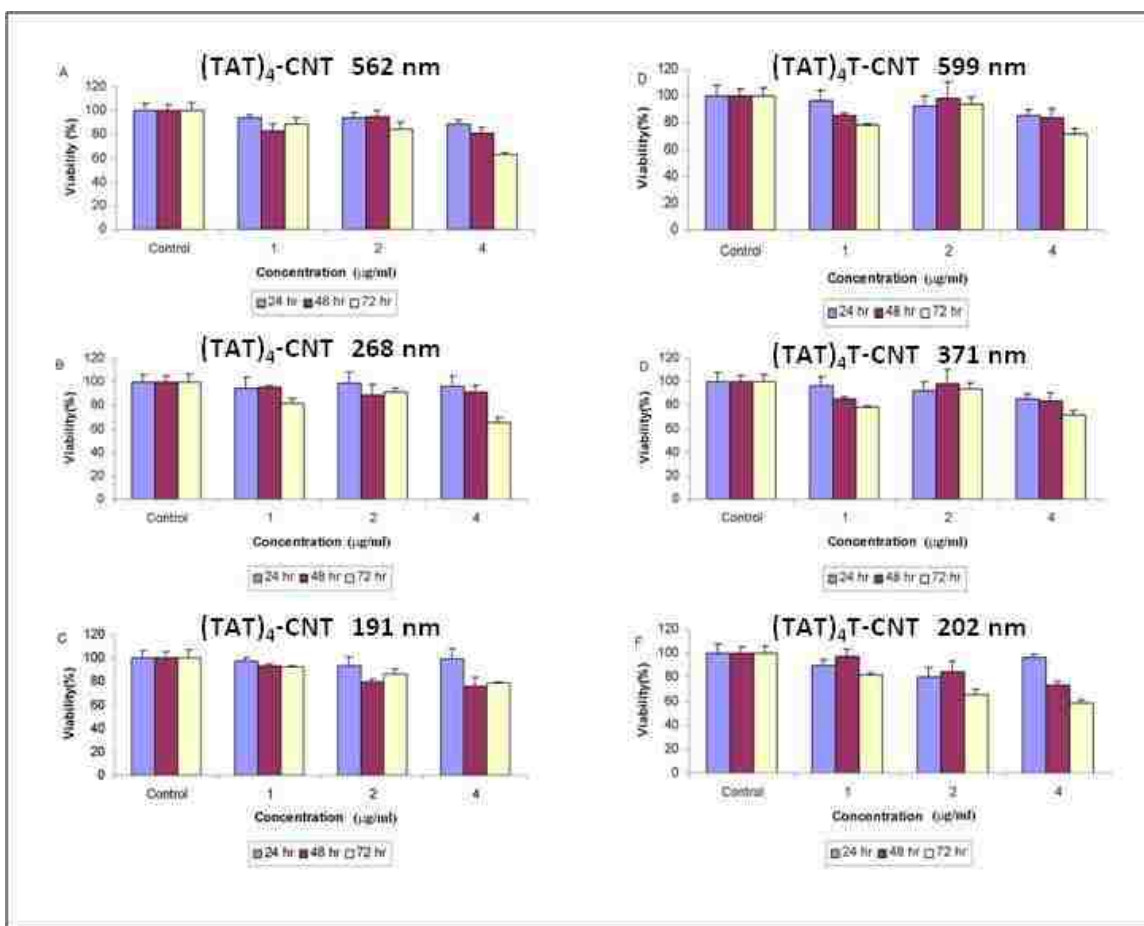 A
(TAT)4-CNT 562 nm
Viability (%)
120
100
80
60
40
20
0
Control 1 2 4
Concentration (µg/ml)
24 hr 48 hr 72 hr
B
(TAT)4-CNT 268 nm
Viability(%)
120
100
80
60
40
20
0
Control 1 2 4
Concentration (µg/ml)
24 hr 48 hr 72 hr
C
(TAT)4-CNT 191 nm
Viability(%)
120
100
80
60
40
20
0
Control 1 2 4
Concentration (µg/ml)
24 hr 48 hr 72 hr
D
(TAT)4T-CNT 599 nm
Viability (%)
120
100
80
60
40
20
0
Control 1 2 4
Concentration (µg/ml)
24 hr 48 hr 72 hr
D
(TAT)4T-CNT 371 nm
Viability(%)
120
100
80
60
40
20
0
Control 1 2 4
Concentration (µg/ml)
24 hr 48 hr 72 hr
F
(TAT)4T-CNT 202 nm
Viability(%)
120
100
80
60
40
20
0
Control 1 2 4
Concentration (µg/ml)
24 hr 48 hr 72 hr